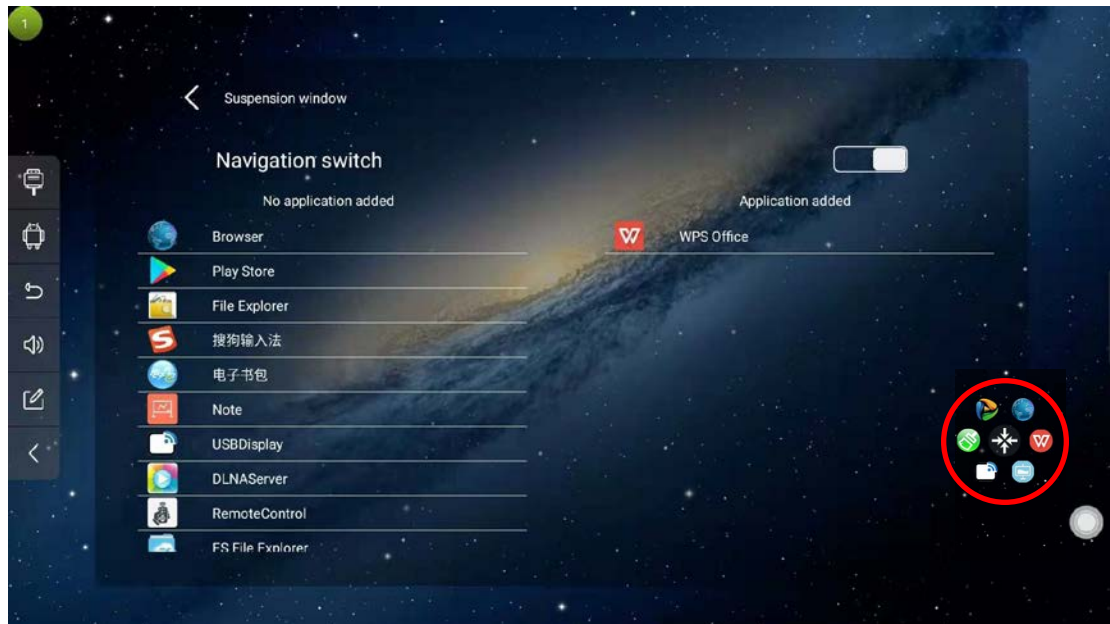 1
Suspension window
Navigation switch
No application added
Application added
Browser
WPS Office
Play Store
File Explorer
搜狗输入法
电子书包
Note
USBDisplay
DLNAServer
RemoteControl
ES File Explorer